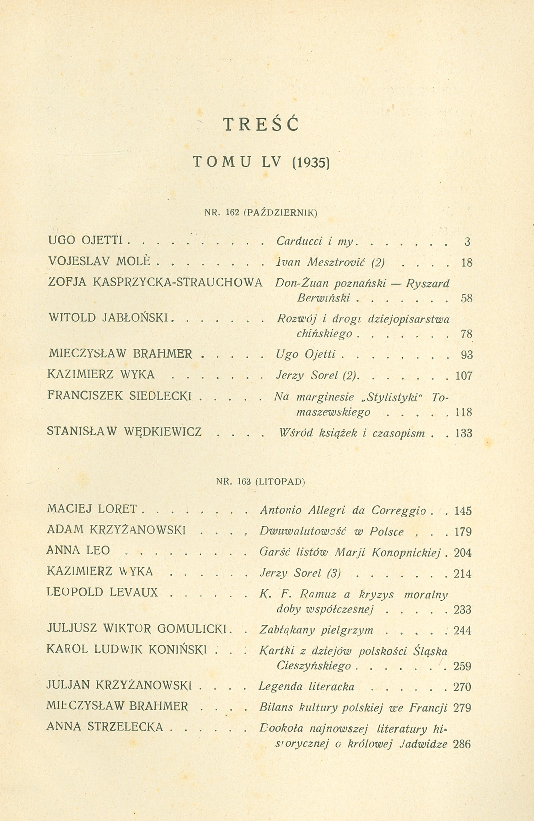 TREŚĆ
TOMU LV (1935)
NR. 162 (PAŹDZIERNIK)
UGO OJETTI . . . . . . . . . Carducci i my . . . . . . . 3
VOJESLAV MOLÈ . . . . . . . . Ivan Mesztrović (2) . . . . 18
ZOFJA KASPRZYCKA-STRAUCHOWA Don-Żuan poznański — Ryszard
Berwiński . . . . . . 58
WITOLD JABŁOŃSKI . . . . . . . Rozwój i drogi dziejopisarstwa
chińskiego . . . . . . 78
MIECZYSŁAW BRAHMER . . . . . Ugo Ojetti . . . . . . . . 93
KAZIMIERZ WYKA . . . . . . . Jerzy Sorel (2) . . . . . . . 107
FRANCISZEK SIEDLECKI . . . . . Na marginesie „Stylistyki“ To-
maszewskiego . . . . . 118
STANISŁAW WĘDKIEWICZ . . . . Wśród książek i czasopism . . 133
NR. 163 (LITOPAD)
MACIEJ LORET . . . . . . . . Antonio Allegri da Correggio . . 145
ADAM KRZYŻANOWSKI . . . . Dwuwalutowość w Polsce . . . 179
ANNA LEO . . . . . . . . . Garść listów Marji Konopnickiej . 204
KAZIMIERZ WYKA . . . . . . Jerzy Sorel (3) . . . . . . . 214
LEOPOLD LEVAUX . . . . . . K. F. Ramuz a kryzys moralny
doby współczesnej . . . . . 233
JULJUSZ WIKTOR GOMULICKI . . Zabłąkany pielgrzym . . . . . 244
KAROL LUDWIK KONIŃSKI . . . Kartki z dziejów polskości Śląska
Cieszyńskiego . . . . . . . 259
JULJAN KRZYŻANOWSKI . . . . Legenda literacka . . . . . . 270
MIECZYSŁAW BRAHMER . . . . Bilans kultury polskiej we Francji 279
ANNA STRZELECKA . . . . . . Dookoła najnowszej literatury hi-
storycznej o królowej Jadwidze 286